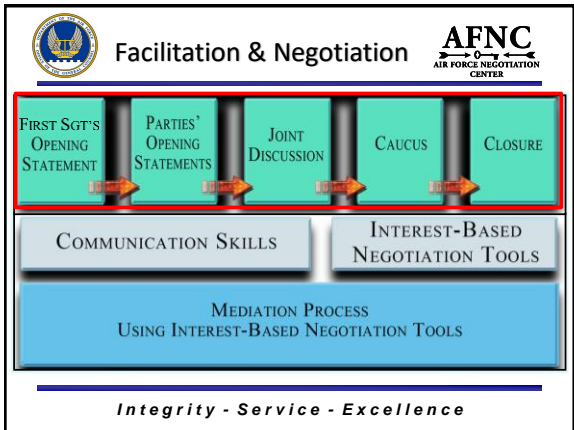 Facilitation & Negotiation
AFNC
AIR FORCE NEGOTIATION
CENTER
FIRST SGT'S
OPENING
STATEMENT
PARTIES'
OPENING
STATEMENTS
JOINT
DISCUSSION
CAUCUS
CLOSURE
COMMUNICATION SKILLS
INTEREST-BASED
NEGOTIATION TOOLS
MEDIATION PROCESS
USING INTEREST-BASED NEGOTIATION TOOLS
Integrity - Service - Excellence